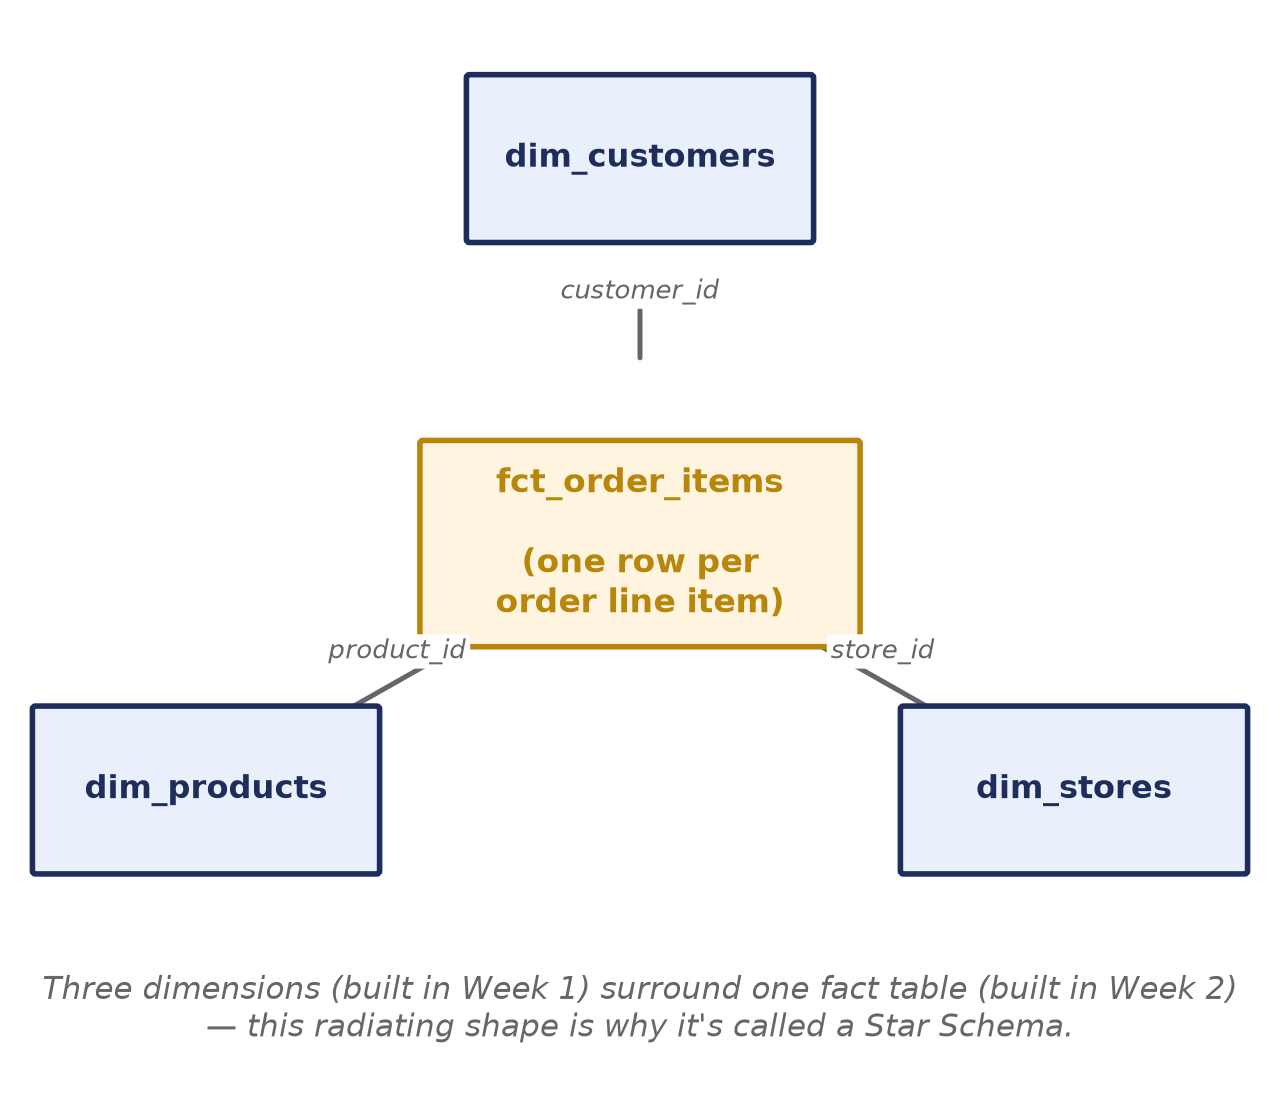 dim_customers
customer_id
fct_order_items
(one row per
order line item)
product_id
store_id
dim_products
dim_stores
Three dimensions (built in Week 1) surround one fact table (built in Week 2)
— this radiating shape is why it's called a Star Schema.